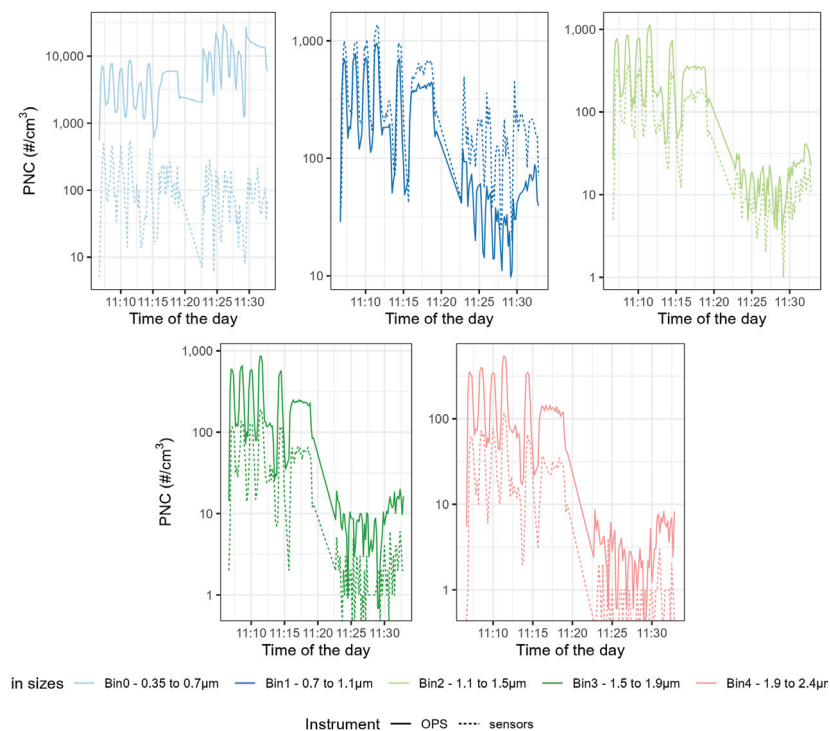 10,000
1,000
100
10
PNC (#/cm³)
11:10 11:15 11:20 11:25 11:30
Time of the day
1,000
100
10
11:10 11:15 11:20 11:25 11:30
Time of the day
1,000
100
10
1
11:10 11:15 11:20 11:25 11:30
Time of the day
1,000
100
10
1
PNC (#/cm³)
11:10 11:15 11:20 11:25 11:30
Time of the day
100
10
1
11:10 11:15 11:20 11:25 11:30
Time of the day
in sizes Bin0 - 0.35 to 0.7µm Bin1 - 0.7 to 1.1µm Bin2 - 1.1 to 1.5µm Bin3 - 1.5 to 1.9µm Bin4 - 1.9 to 2.4µm
Instrument OPS sensors